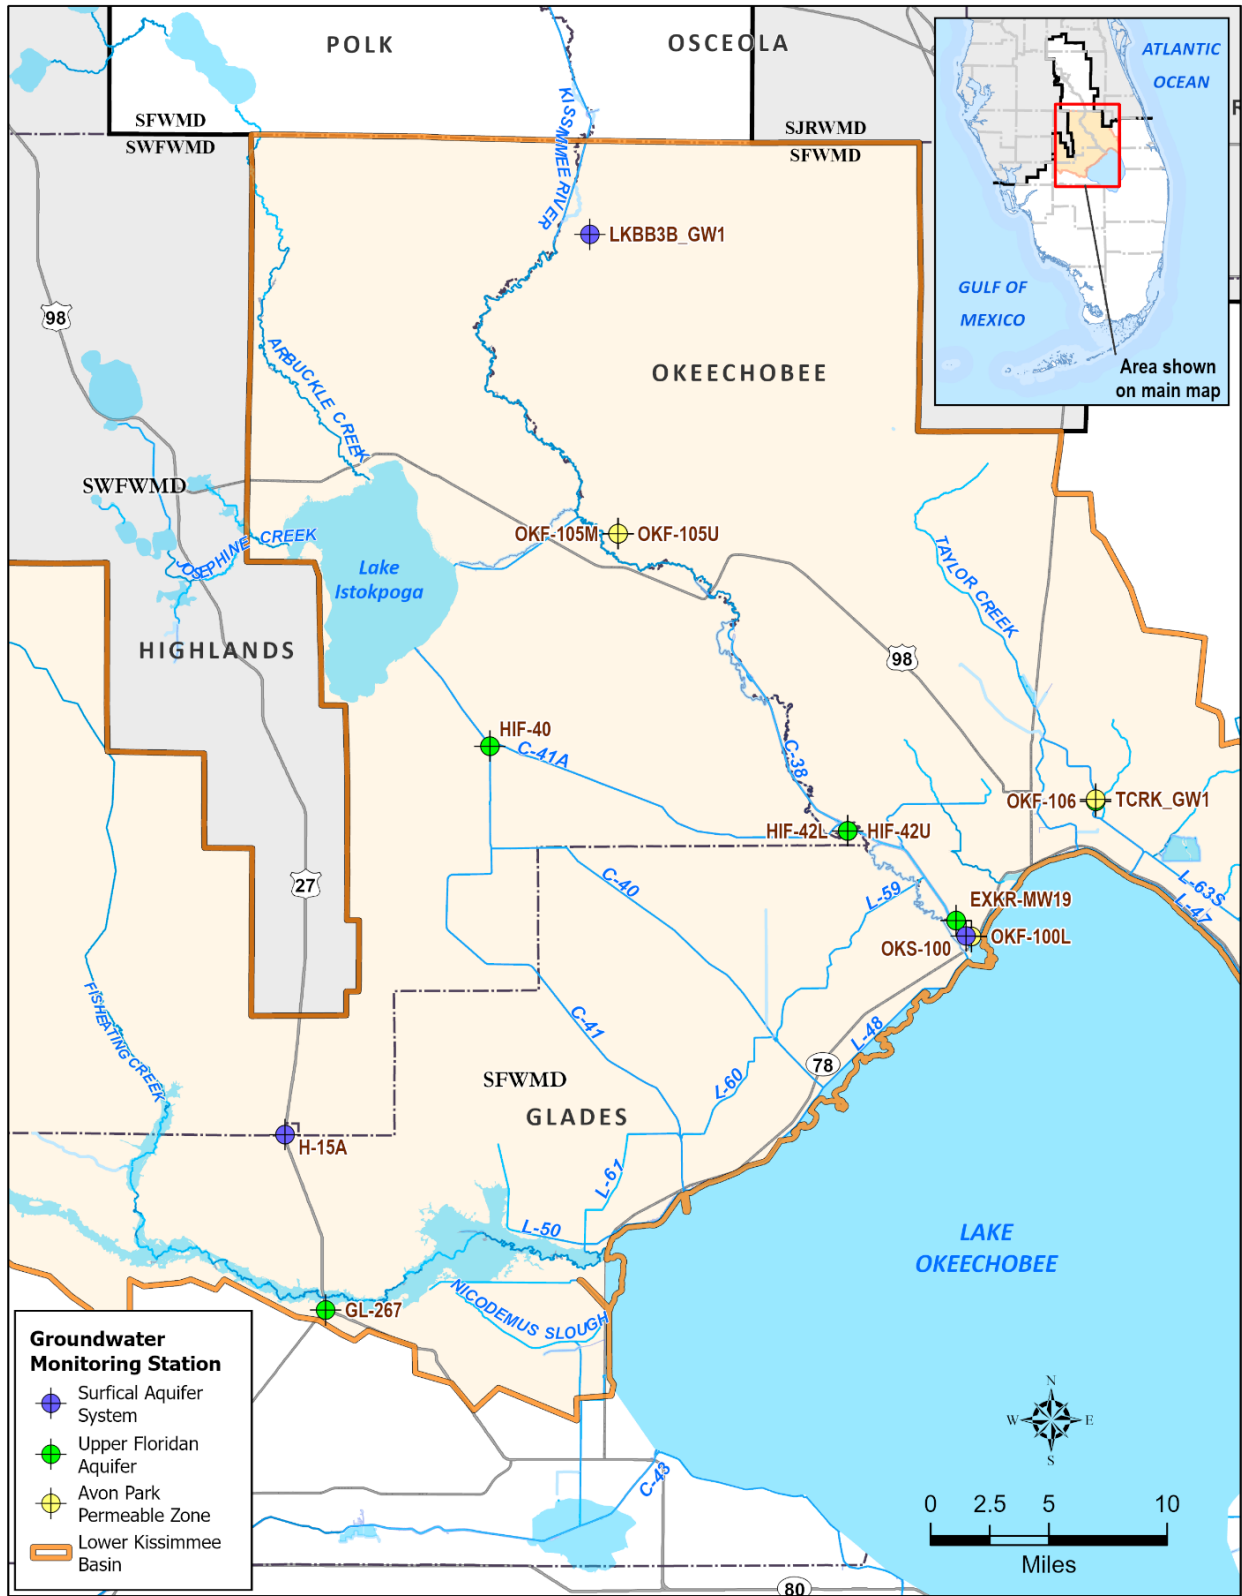 POLK
OSCEOLA
SFWMD
SWFWMD
SJRWMD
SFWMD
KISSIMMEE RIVER
ATLANTIC
OCEAN
GULF OF
MEXICO
Area shown
on main map
R
LKBB3B_GW1
98
ARBUCKLE CREEK
OKEECHOBEE
SWFWMD
JOSEPHINE CREEK
Lake
Istokpoga
OKF-105M
OKF-105U
TAYLOR CREEK
HIGHLANDS
98
HIF-40
C-41A
C-38
OKF-106
TCRK_GW1
HIF-42L
HIF-42U
27
C-40
L-59
L-63S
L-47
EXKR-MW19
OKS-100
OKF-100L
FISHEATING CREEK
C-41
L-48
78
SFWMD
L-60
GLADES
H-15A
L-61
L-50
LAKE
OKEECHOBEE
GL-267
NICODEMUS SLOUGH
Groundwater
Monitoring Station
Surfical Aquifer
System
Upper Floridan
Aquifer
Avon Park
Permeable Zone
Lower Kissimmee
Basin
C-43
N
W
E
S
0 2.5 5 10
Miles
80